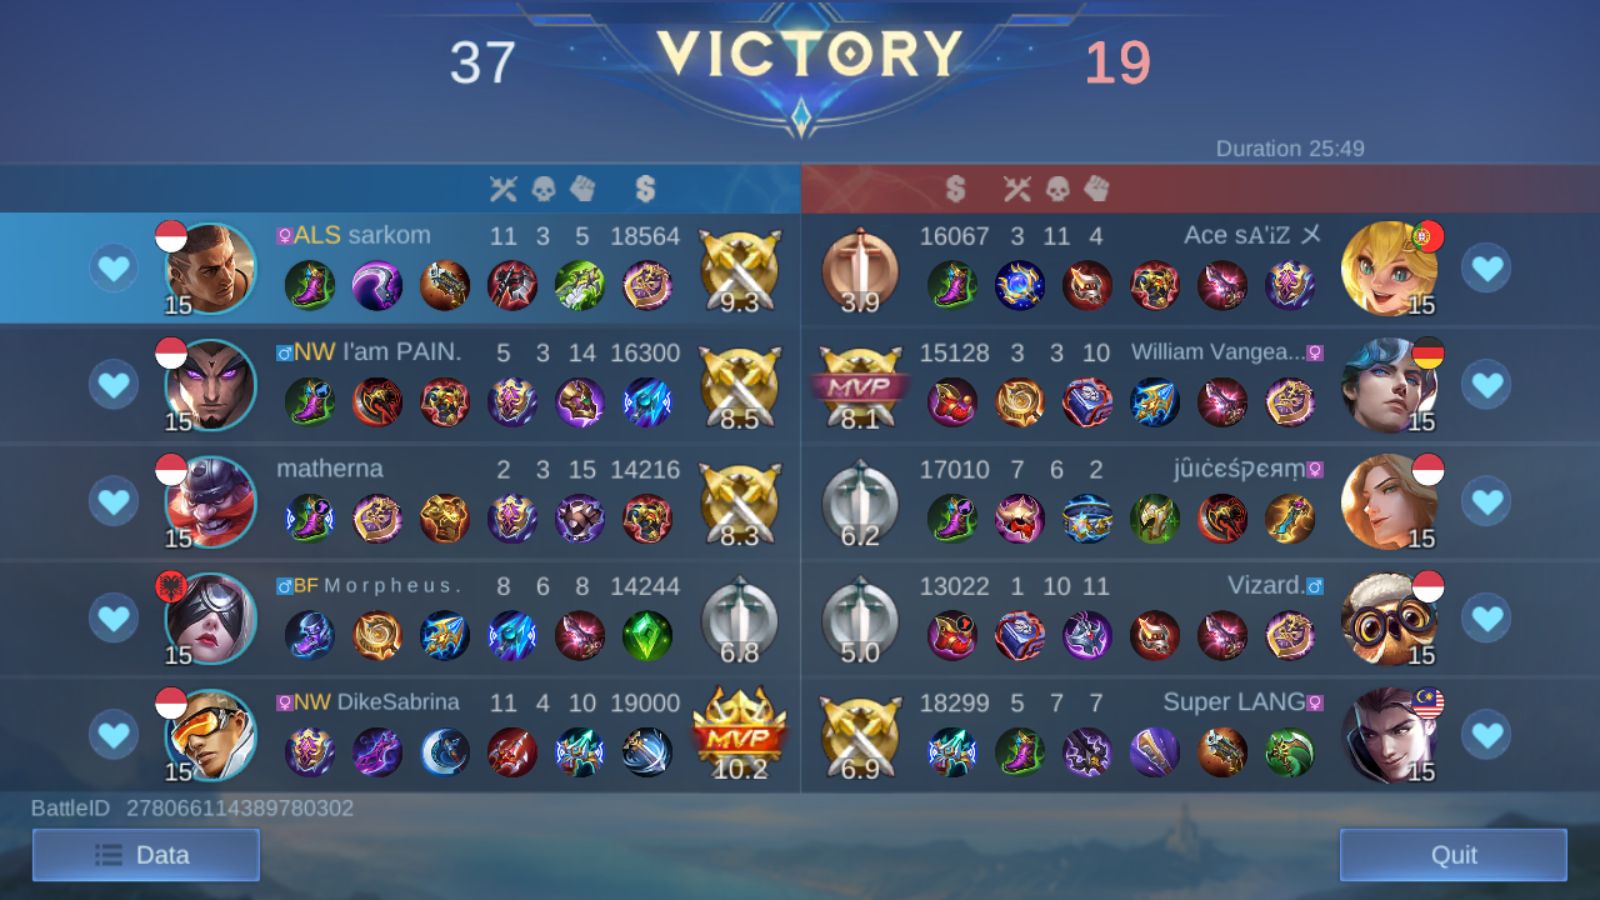 37 VICTORY 19
Duration 25:49
ALS sarkom 11 3 5 18564 15 9.3
16067 3 11 4 Ace sA'iZ メ 3.9 15
NW I'am PAIN. 5 3 14 16300 15 8.5
15128 3 3 10 William Vangea... MVP 8.1 15
matherna 2 3 15 14216 15 8.3
17010 7 6 2 6.2 15
BF Morpheus. 8 6 8 14244 15 6.8
13022 1 10 11 Vizard. 5.0 15
NW DikeSabrina 11 4 10 19000 15 MVP 10.2
18299 5 7 7 Super LANG 6.9 15
BattleID 278066114389780302
Data
Quit